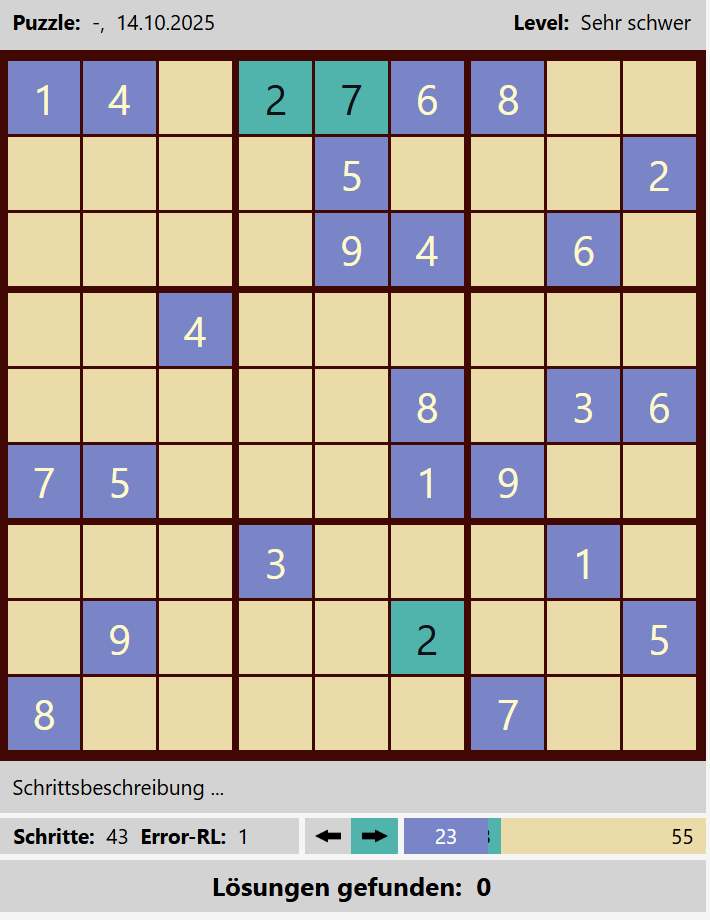 Puzzle: -, 14.10.2025 Level: Sehr schwer
1 4 2 7 6 8
5 2
9 4 6
4
8 3 6
7 5 1 9
3 1
9 2 5
8 7
Schrittsbeschreibung ...
Schritte: 43 Error-RL: 1 23 55
Lösungen gefunden: 0